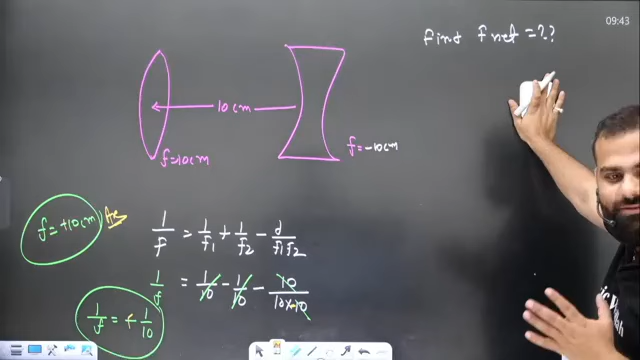 09:43
find fnet = ??
10 cm
f=10cm
f=-10cm
f=+10cm Ans
1/f = 1/f₁ + 1/f₂ - d/f₁f₂
1/f = 1/10 - 1/10 - 10/10×-10
1/f = + 1/10